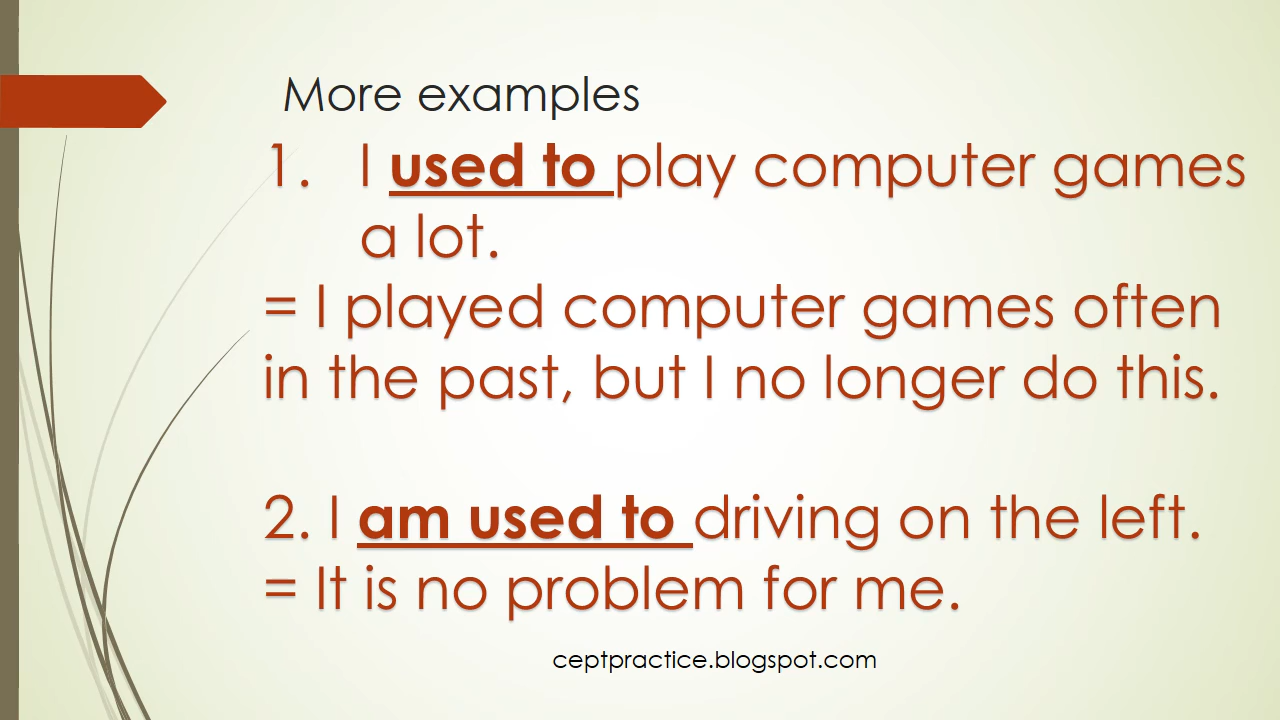 More examples
1. I used to play computer games
a lot.
= I played computer games often
in the past, but I no longer do this.
2. I am used to driving on the left.
= It is no problem for me.
ceptpractice.blogspot.com